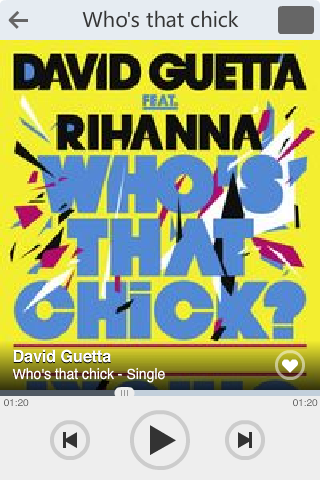 Who's that chick
DAVID GUETTA
FEAT.
RIHANNA
WHO'S
THAT
CHiCK?
David Guetta
Who's that chick - Single
01:20
01:20